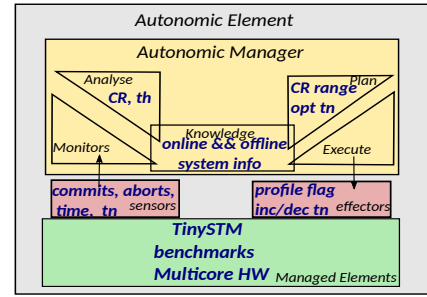 Autonomic Element
Autonomic Manager
Analyse
CR, th
Plan
CR range
opt tn
Monitors
Knowledge
online && offline
system info
Execute
commits, aborts,
time, tn
sensors
profile flag
inc/dec tn
effectors
TinySTM
benchmarks
Multicore HW
Managed Elements